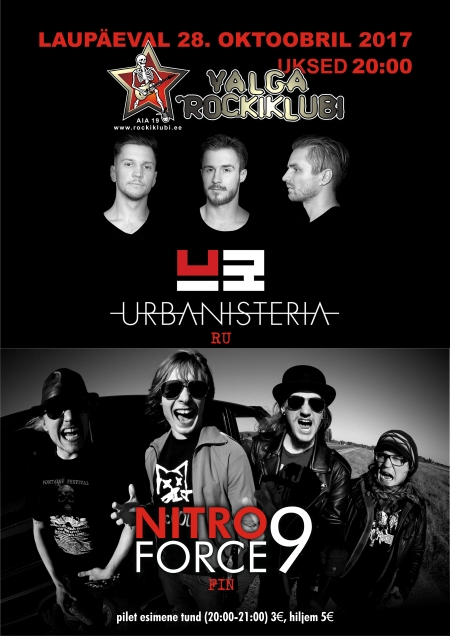 LAUPÄEVAL 28. OKTOOBRIL 2017
UKSED 20:00
VALGA
ROCKIKLUBI
AIA 19
www.rockiklubi.ee
URBANISTERIA
RU
NITRO
FORCE 9
FIN
pilet esimene tund (20:00-21:00) 3€, hiljem 5€